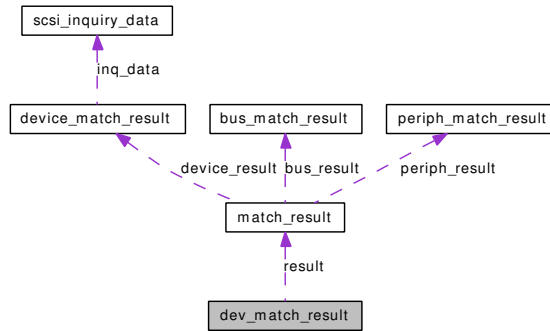 scsi_inquiry_data
inq_data
device_match_result
bus_match_result
periph_match_result
device_result
bus_result
periph_result
match_result
result
dev_match_result